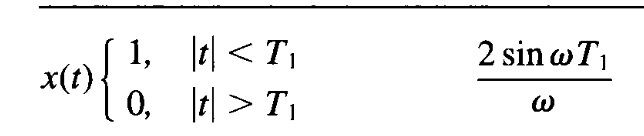 x(t) { 1, |t| < T₁
0, |t| > T₁
2 sin ωT₁ / ω